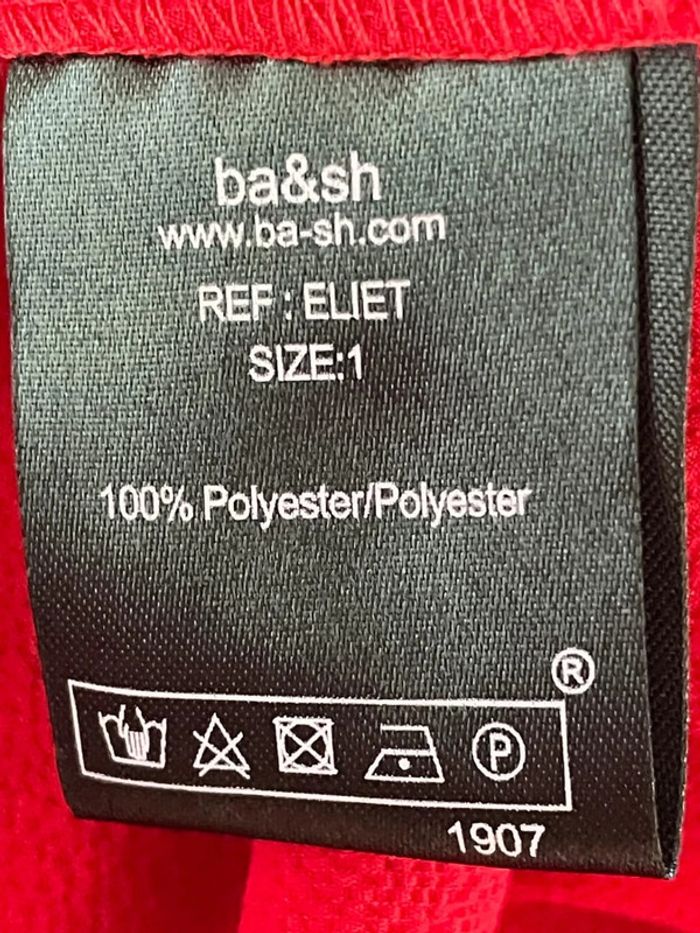 ba&sh
www.ba-sh.com
REF : ELIET
SIZE:1
100% Polyester/Polyester
®
P
1907